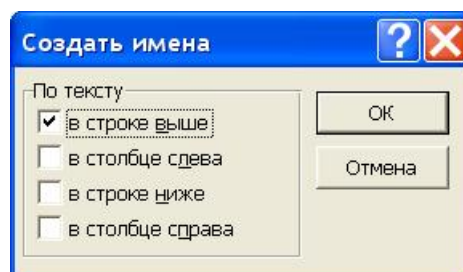 Создать имена
По тексту
в строке выше
в столбце слева
в строке ниже
в столбце справа
ОК
Отмена